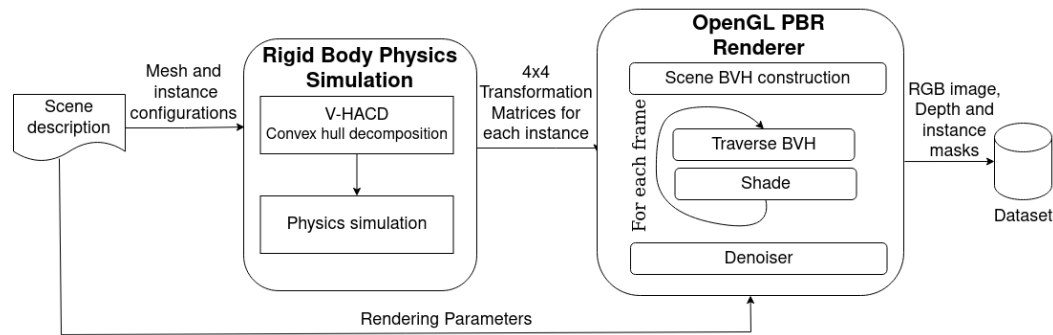 Scene
description
Mesh and
instance
configurations
Rigid Body Physics
Simulation
V-HACD
Convex hull decomposition
Physics simulation
4x4
Transformation
Matrices for
each instance
OpenGL PBR
Renderer
Scene BVH construction
For each frame
Traverse BVH
Shade
Denoiser
RGB image,
Depth and
instance
masks
Dataset
Rendering Parameters